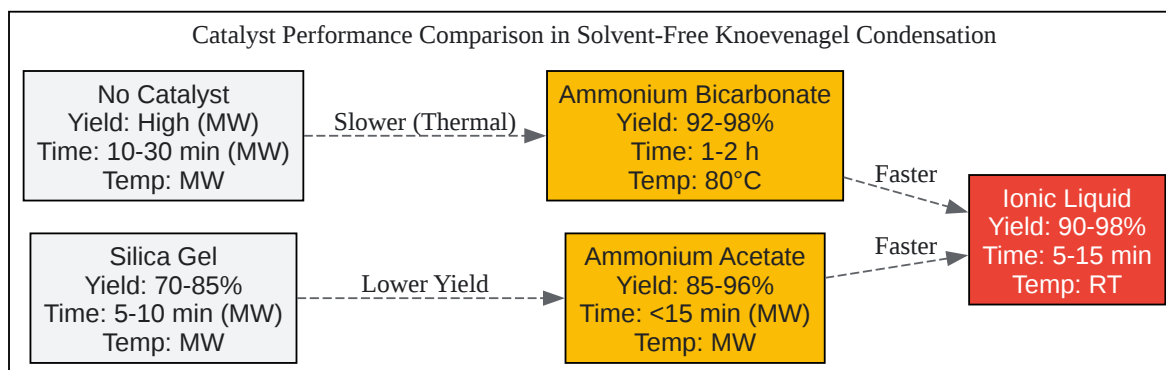 Catalyst Performance Comparison in Solvent-Free Knoevenagel Condensation
No Catalyst
Yield: High (MW)
Time: 10-30 min (MW)
Temp: MW
Slower (Thermal)
Ammonium Bicarbonate
Yield: 92-98%
Time: 1-2 h
Temp: 80°C
Faster
Silica Gel
Yield: 70-85%
Time: 5-10 min (MW)
Temp: MW
Lower Yield
Ammonium Acetate
Yield: 85-96%
Time: <15 min (MW)
Temp: MW
Faster
Ionic Liquid
Yield: 90-98%
Time: 5-15 min
Temp: RT